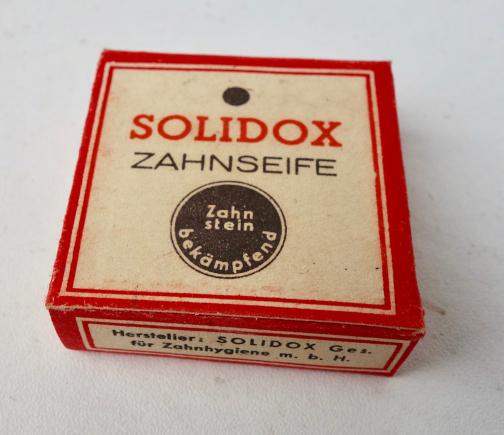 SOLIDOX
ZAHNSEIFE
Zahn
stein
bekämpfend
Hersteller: SOLIDOX Ges.
für Zahnhygiene m. b. H.